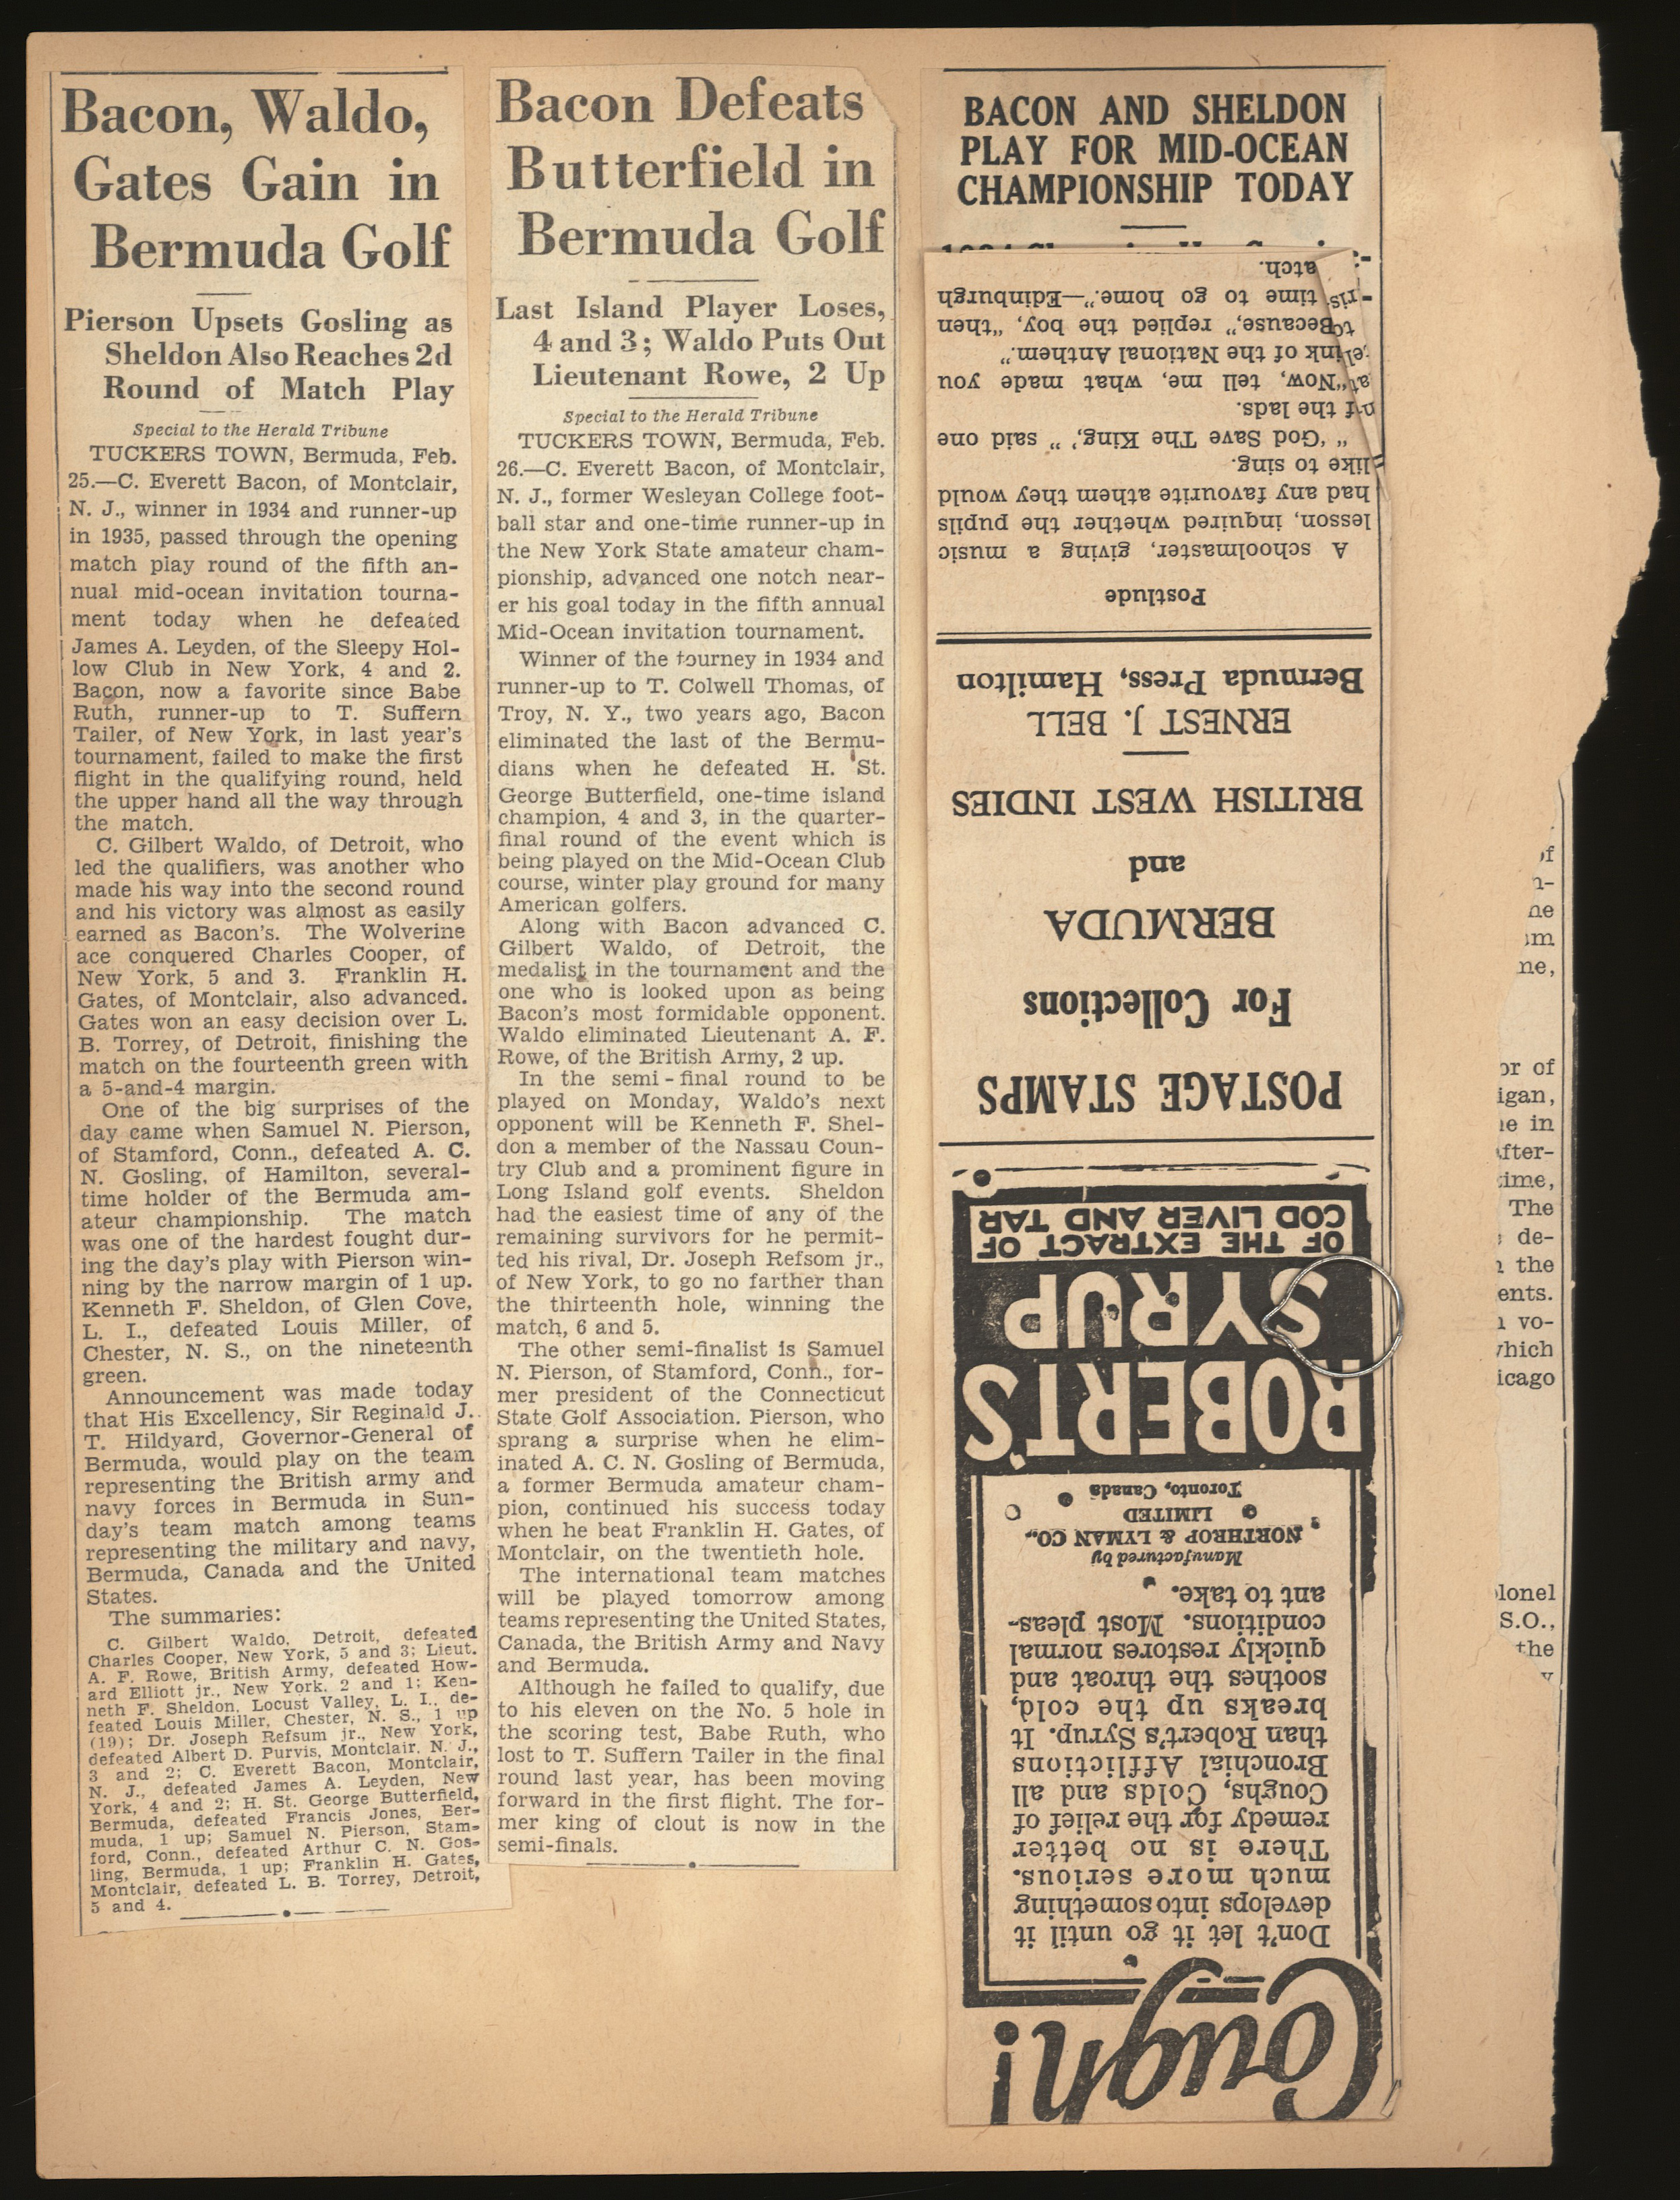 Bacon, Waldo,
Gates Gain in
Bermuda Golf
Pierson Upsets Gosling as
Sheldon Also Reaches 2d
Round of Match Play
Special to the Herald Tribune
TUCKERS TOWN, Bermuda, Feb.
25.—C. Everett Bacon, of Montclair,
N. J., winner in 1934 and runner-up
in 1935, passed through the opening
match play round of the fifth an-
nual mid-ocean invitation tourna-
ment today when he defeated
James A. Leyden, of the Sleepy Hol-
low Club in New York, 4 and 2.
Bacon, now a favorite since Babe
Ruth, runner-up to T. Suffern
Tailer, of New York, in last year's
tournament, failed to make the first
flight in the qualifying round, held
the upper hand all the way through
the match.
C. Gilbert Waldo, of Detroit, who
led the qualifiers, was another who
made his way into the second round
and his victory was almost as easily
earned as Bacon's. The Wolverine
ace conquered Charles Cooper, of
New York, 5 and 3. Franklin H.
Gates, of Montclair, also advanced.
Gates won an easy decision over L.
B. Torrey, of Detroit, finishing the
match on the fourteenth green with
a 5-and-4 margin.
One of the big surprises of the
day came when Samuel N. Pierson,
of Stamford, Conn., defeated A. C.
N. Gosling, of Hamilton, several-
time holder of the Bermuda am-
ateur championship. The match
was one of the hardest fought dur-
ing the day's play with Pierson win-
ning by the narrow margin of 1 up.
Kenneth F. Sheldon, of Glen Cove,
L. I., defeated Louis Miller, of
Chester, N. S., on the nineteenth
green.
Announcement was made today
that His Excellency, Sir Reginald J.
T. Hildyard, Governor-General of
Bermuda, would play on the team
representing the British army and
navy forces in Bermuda in Sun-
day's team match among teams
representing the military and navy,
Bermuda, Canada and the United
States.
The summaries:
C. Gilbert Waldo, Detroit, defeated
Charles Cooper, New York, 5 and 3; Lieut.
A. F. Rowe, British Army, defeated How-
ard Elliott jr., New York, 2 and 1; Ken-
neth F. Sheldon, Locust Valley, L. I., de-
feated Louis Miller, Chester, N. S., 1 up
(19); Dr. Joseph Refsum jr., New York,
defeated Albert D. Purvis, Montclair, N. J.,
3 and 2; C. Everett Bacon, Montclair,
N. J., defeated James A. Leyden, New
York, 4 and 2; H. St. George Butterfield,
Bermuda, defeated Francis Jones, Ber-
muda, 1 up; Samuel N. Pierson, Stam-
ford, Conn., defeated Arthur C. N. Gos-
ling, Bermuda, 1 up; Franklin H. Gates,
Montclair, defeated L. B. Torrey, Detroit,
5 and 4.
Bacon Defeats
Butterfield in
Bermuda Golf
Last Island Player Loses,
4 and 3; Waldo Puts Out
Lieutenant Rowe, 2 Up
Special to the Herald Tribune
TUCKERS TOWN, Bermuda, Feb.
26.—C. Everett Bacon, of Montclair,
N. J., former Wesleyan College foot-
ball star and one-time runner-up in
the New York State amateur cham-
pionship, advanced one notch near-
er his goal today in the fifth annual
Mid-Ocean invitation tournament.
Winner of the tourney in 1934 and
runner-up to T. Colwell Thomas, of
Troy, N. Y., two years ago, Bacon
eliminated the last of the Bermu-
dians when he defeated H. St.
George Butterfield, one-time island
champion, 4 and 3, in the quarter-
final round of the event which is
being played on the Mid-Ocean Club
course, winter play ground for many
American golfers.
Along with Bacon advanced C.
Gilbert Waldo, of Detroit, the
medalist in the tournament and the
one who is looked upon as being
Bacon's most formidable opponent.
Waldo eliminated Lieutenant A. F.
Rowe, of the British Army, 2 up.
In the semi-final round to be
played on Monday, Waldo's next
opponent will be Kenneth F. Shel-
don a member of the Nassau Coun-
try Club and a prominent figure in
Long Island golf events. Sheldon
had the easiest time of any of the
remaining survivors for he permit-
ted his rival, Dr. Joseph Refsom jr.,
of New York, to go no farther than
the thirteenth hole, winning the
match, 6 and 5.
The other semi-finalist is Samuel
N. Pierson, of Stamford, Conn., for-
mer president of the Connecticut
State Golf Association. Pierson, who
sprang a surprise when he elim-
inated A. C. N. Gosling of Bermuda,
a former Bermuda amateur cham-
pion, continued his success today
when he beat Franklin H. Gates, of
Montclair, on the twentieth hole.
The international team matches
will be played tomorrow among
teams representing the United States,
Canada, the British Army and Navy
and Bermuda.
Although he failed to qualify, due
to his eleven on the No. 5 hole in
the scoring test, Babe Ruth, who
lost to T. Suffern Tailer in the final
round last year, has been moving
forward in the first flight. The for-
mer king of clout is now in the
semi-finals.
BACON AND SHELDON
PLAY FOR MID-OCEAN
CHAMPIONSHIP TODAY
Cough!
Don't let it go until it
develops into something
much more serious.
There is no better
remedy for the relief of
Coughs, Colds and all
Bronchial Afflictions
than Robert's Syrup. It
breaks up the cold,
soothes the throat and
quickly restores normal
conditions. Most pleas-
ant to take.
Manufactured by
NORTHROP & LYMAN CO.,
LIMITED
Toronto, Canada
ROBERT'S
SYRUP
OF THE EXTRACT OF
COD LIVER AND TAR
POSTAGE STAMPS
For Collections
BERMUDA
and
BRITISH WEST INDIES
ERNEST J. BELL
Bermuda Press, Hamilton
Postlude
A schoolmaster, giving a music
lesson, inquired whether the pupils
had any favourite athem they would
like to sing.
" 'God Save The King,' " said one
of the lads.
"Now, tell me, what made you
ink of the National Anthem."
"Because," replied the boy, "then
time to go home."—Edinburgh
atch.
of
n-
ne
me,
or of
igan,
in
fter-
time,
The
de-
the
ents.
vo-
which
icago
lonel
S.O.,
the